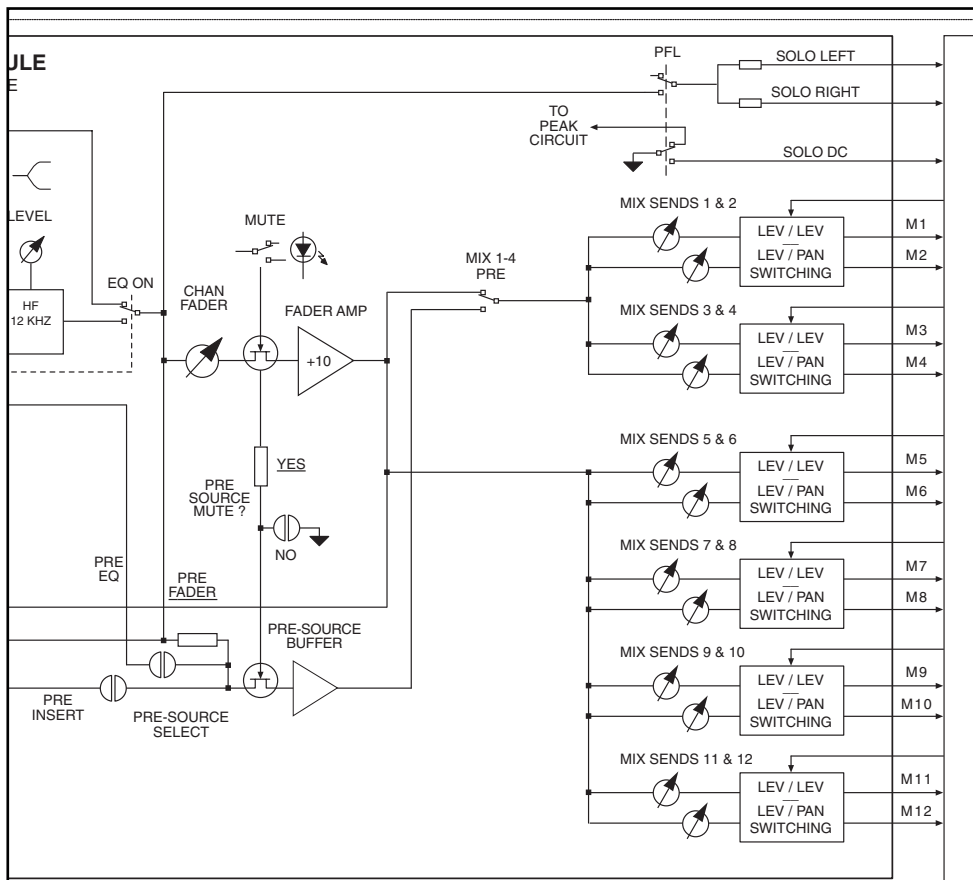 ULE
E
PFL
SOLO LEFT
SOLO RIGHT
TO
PEAK
CIRCUIT
SOLO DC
LEVEL
MUTE
MIX SENDS 1 & 2
LEV / LEV
LEV / PAN
SWITCHING
M1
M2
EQ ON
MIX 1-4
PRE
HF
12 KHZ
CHAN
FADER
FADER AMP
+10
MIX SENDS 3 & 4
LEV / LEV
LEV / PAN
SWITCHING
M3
M4
YES
PRE
SOURCE
MUTE ?
NO
MIX SENDS 5 & 6
LEV / LEV
LEV / PAN
SWITCHING
M5
M6
PRE
EQ
PRE
FADER
MIX SENDS 7 & 8
LEV / LEV
LEV / PAN
SWITCHING
M7
M8
PRE-SOURCE
BUFFER
PRE
INSERT
PRE-SOURCE
SELECT
MIX SENDS 9 & 10
LEV / LEV
LEV / PAN
SWITCHING
M9
M10
MIX SENDS 11 & 12
LEV / LEV
LEV / PAN
SWITCHING
M11
M12